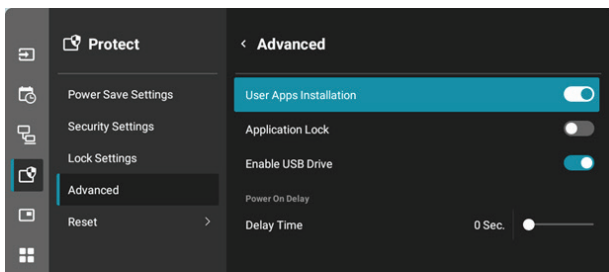 Protect
Power Save Settings
Security Settings
Lock Settings
Advanced
Reset
Advanced
User Apps Installation
Application Lock
Enable USB Drive
Power On Delay
Delay Time 0 Sec.